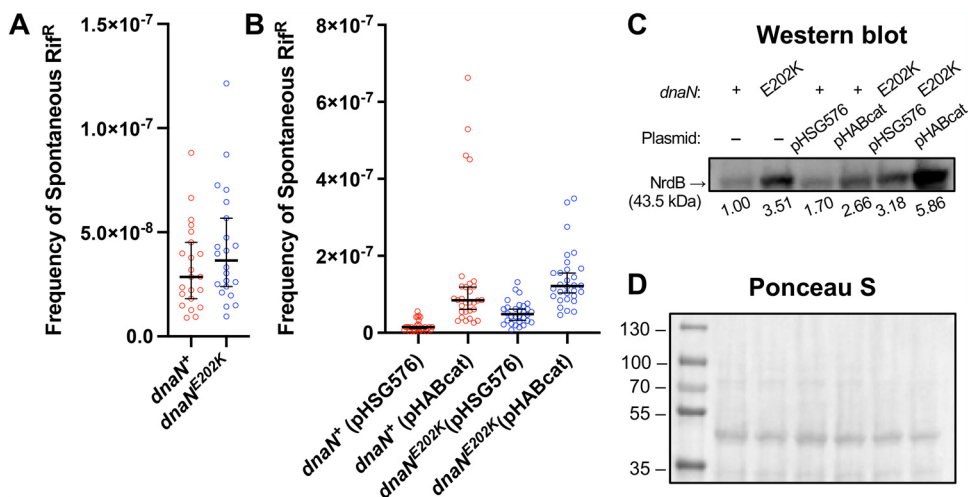 A
Frequency of Spontaneous Rif^R
1.5×10⁻⁷
1.0×10⁻⁷
5.0×10⁻⁸
0.0
dnaN⁺
dnaN^E202K
B
Frequency of Spontaneous Rif^R
8×10⁻⁷
6×10⁻⁷
4×10⁻⁷
2×10⁻⁷
0
dnaN⁺ (pHSG576)
dnaN⁺ (pHABcat)
dnaN^E202K (pHSG576)
dnaN^E202K (pHABcat)
C
Western blot
dnaN: + E202K + + E202K E202K
Plasmid: – – pHSG576 pHABcat pHSG576 pHABcat
NrdB →
(43.5 kDa) 1.00 3.51 1.70 2.66 3.18 5.86
D
Ponceau S
130 –
100 –
70 –
55 –
35 –